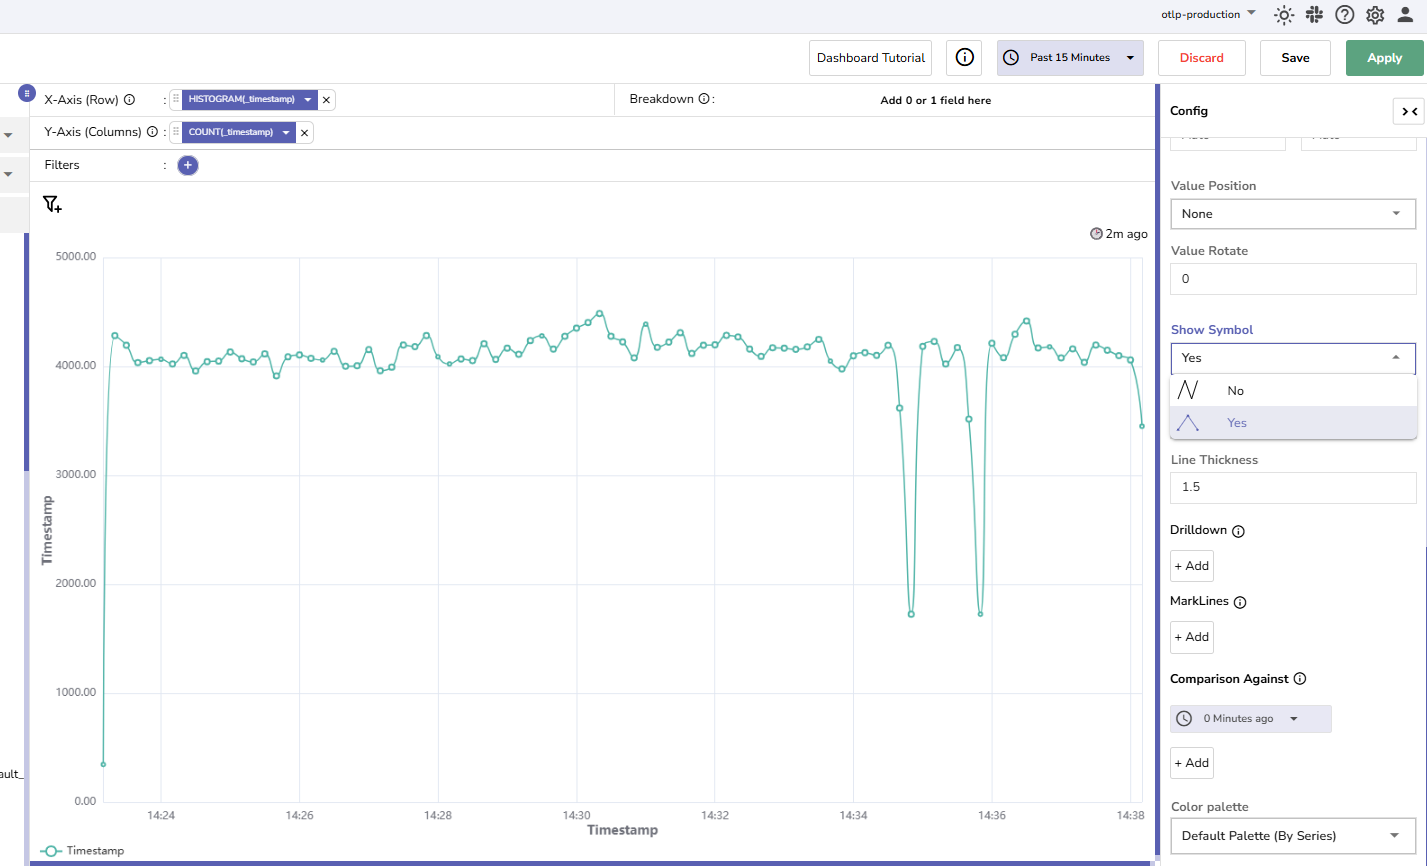 otlp-production
Dashboard Tutorial
Past 15 Minutes
Discard
Save
Apply
X-Axis (Row) :
HISTOGRAM(_timestamp)
Breakdown :
Add 0 or 1 field here
Y-Axis (Columns) :
COUNT(_timestamp)
Filters :
2m ago
5000.00
4000.00
3000.00
2000.00
1000.00
0.00
Timestamp
14:24 14:26 14:28 14:30 14:32 14:34 14:36 14:38
Timestamp
Timestamp
ault_
Config
Value Position
None
Value Rotate
0
Show Symbol
Yes
No
Yes
Line Thickness
1.5
Drilldown
+ Add
MarkLines
+ Add
Comparison Against
0 Minutes ago
+ Add
Color palette
Default Palette (By Series)